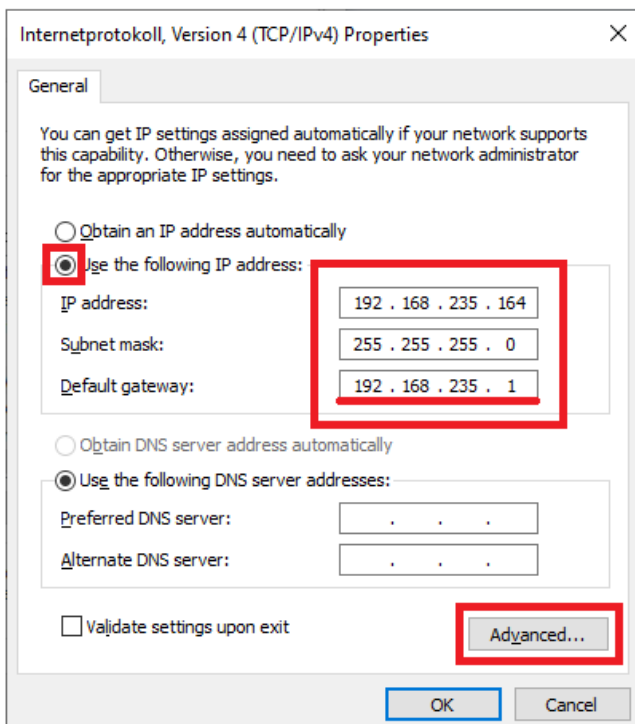 Internetprotokoll, Version 4 (TCP/IPv4) Properties
General
You can get IP settings assigned automatically if your network supports
this capability. Otherwise, you need to ask your network administrator
for the appropriate IP settings.
Obtain an IP address automatically
Use the following IP address:
IP address: 192 . 168 . 235 . 164
Subnet mask: 255 . 255 . 255 . 0
Default gateway: 192 . 168 . 235 . 1
Obtain DNS server address automatically
Use the following DNS server addresses:
Preferred DNS server: . . .
Alternate DNS server: . . .
Validate settings upon exit
Advanced...
OK Cancel